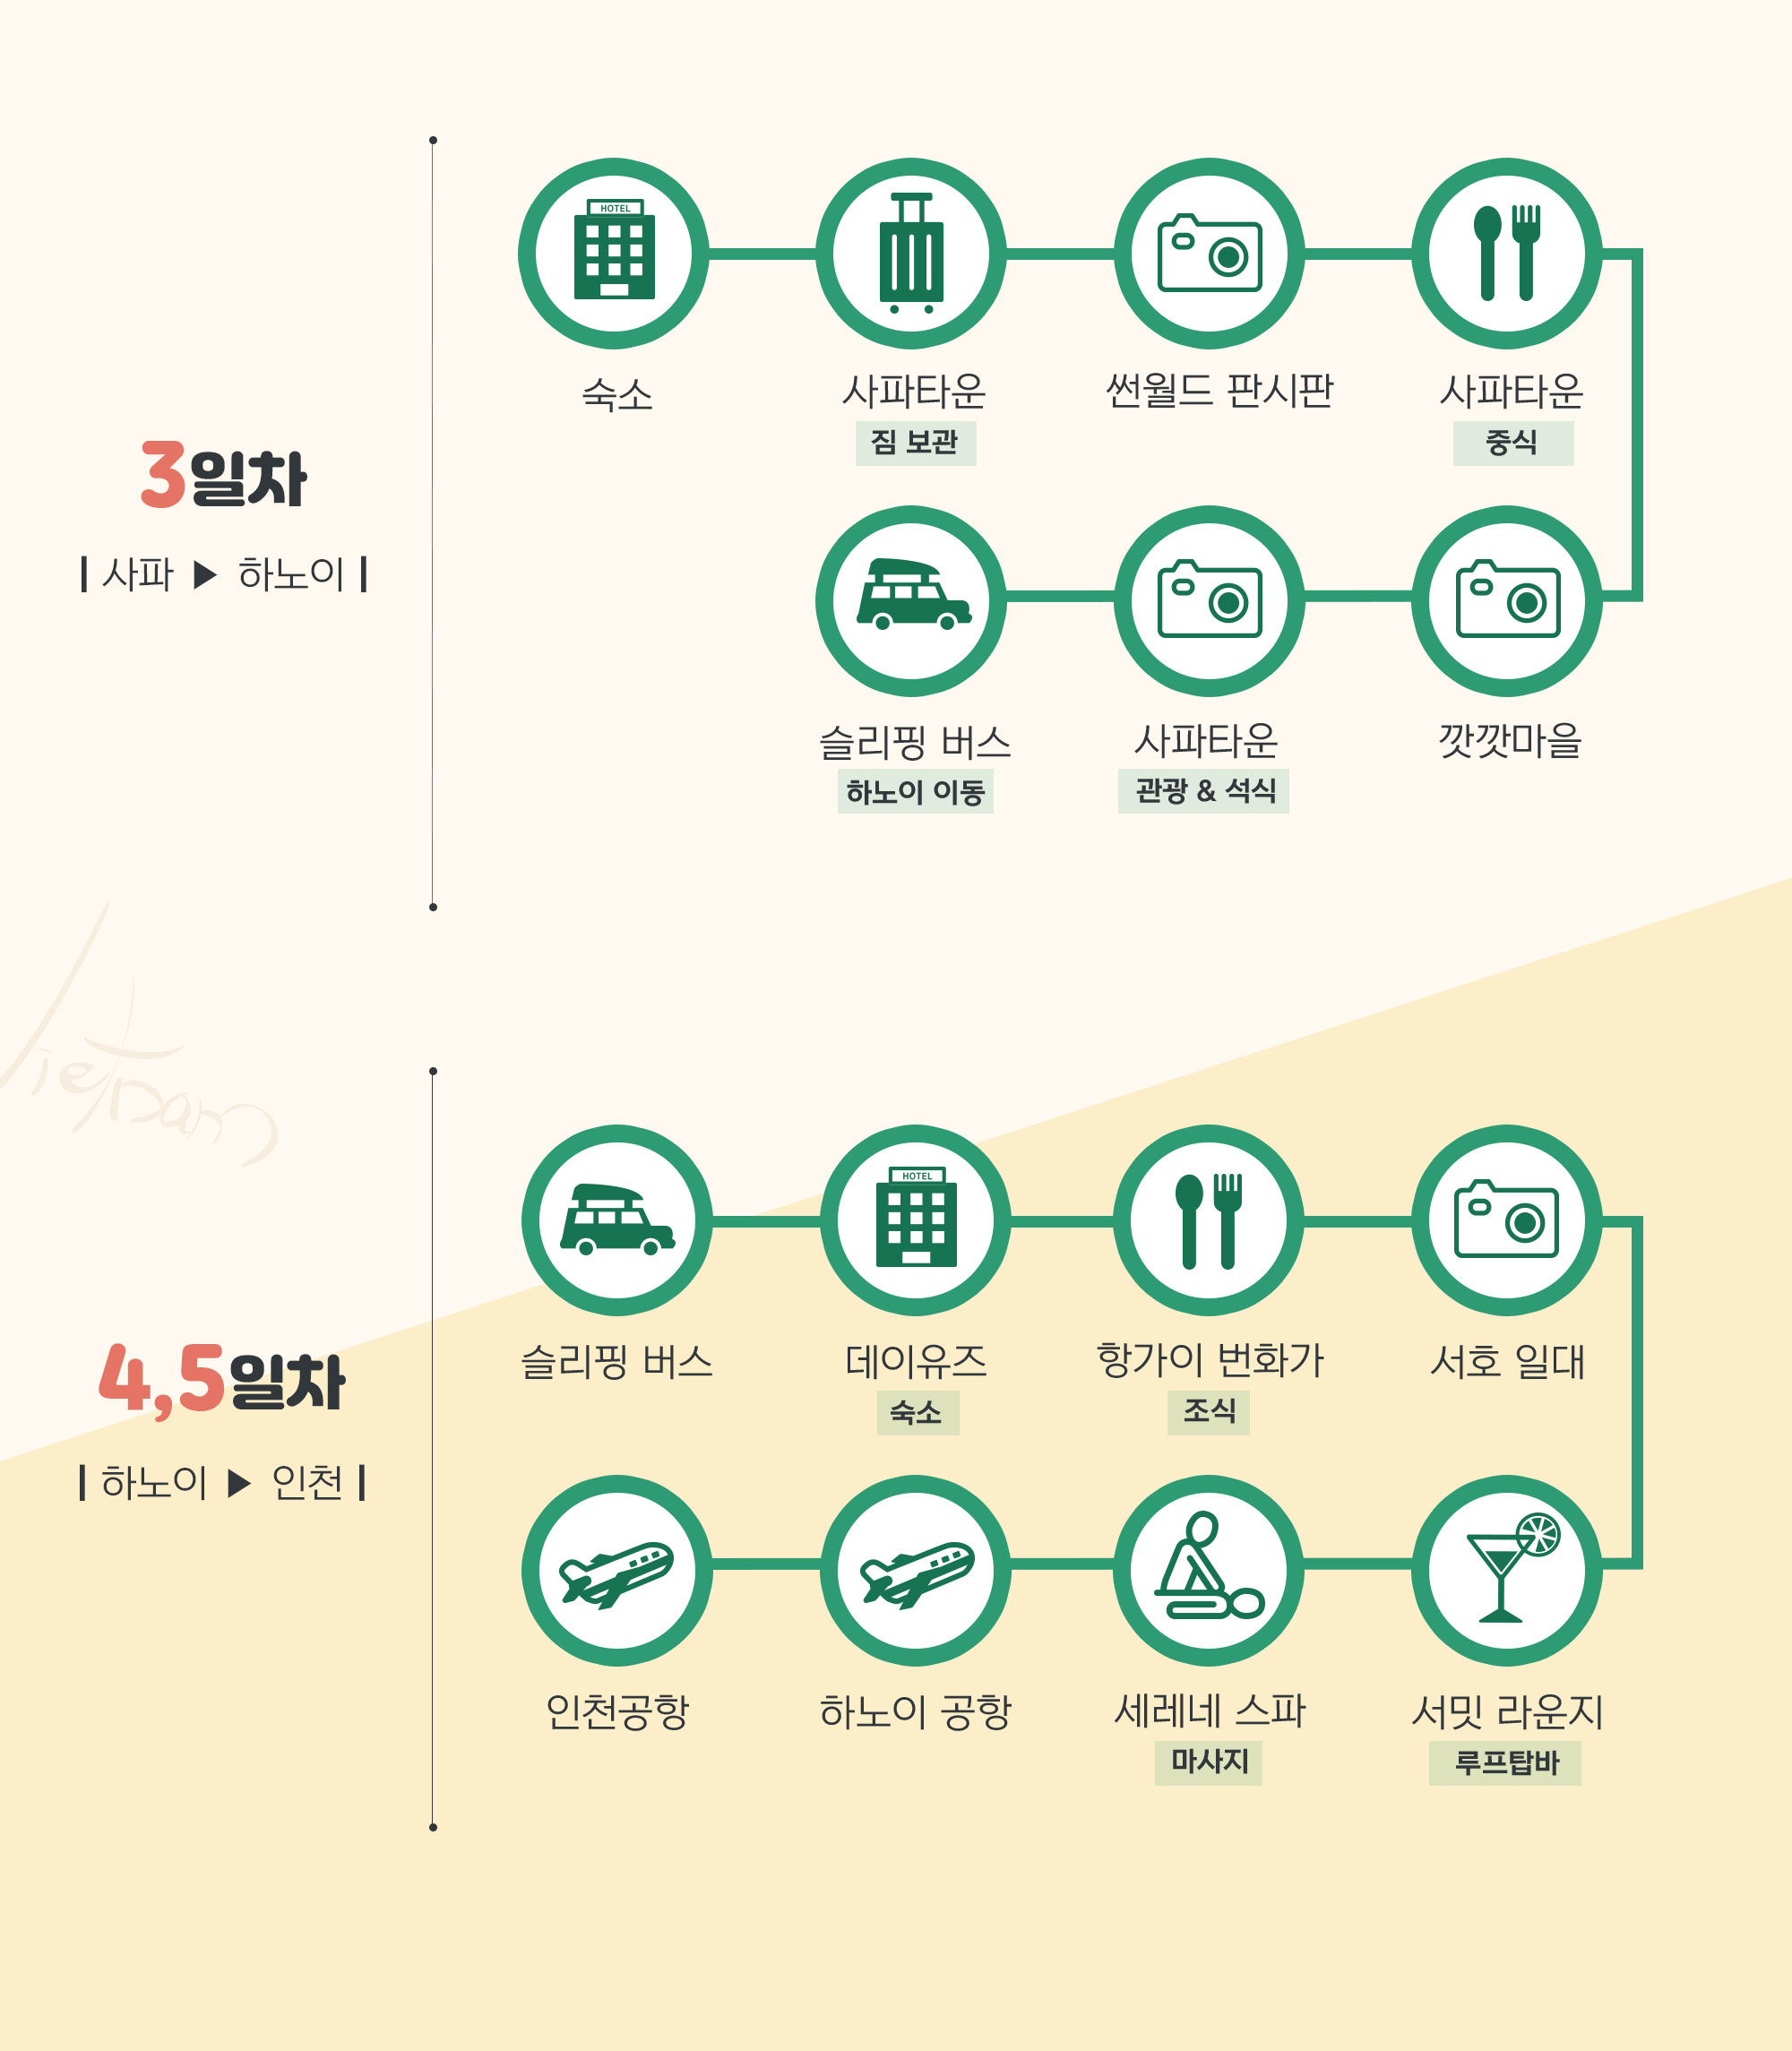 3일차
사파 ▶ 하노이
HOTEL
숙소
사파타운
짐 보관
썬월드 판시판
사파타운
중식
깟깟마을
사파타운
관광 & 석식
슬리핑 버스
하노이 이동
Vietnam
4,5일차
하노이 ▶ 인천
슬리핑 버스
HOTEL
데이유즈
숙소
항가이 번화가
조식
서호 일대
서밋 라운지
루프탑바
세레네 스파
마사지
하노이 공항
인천공항